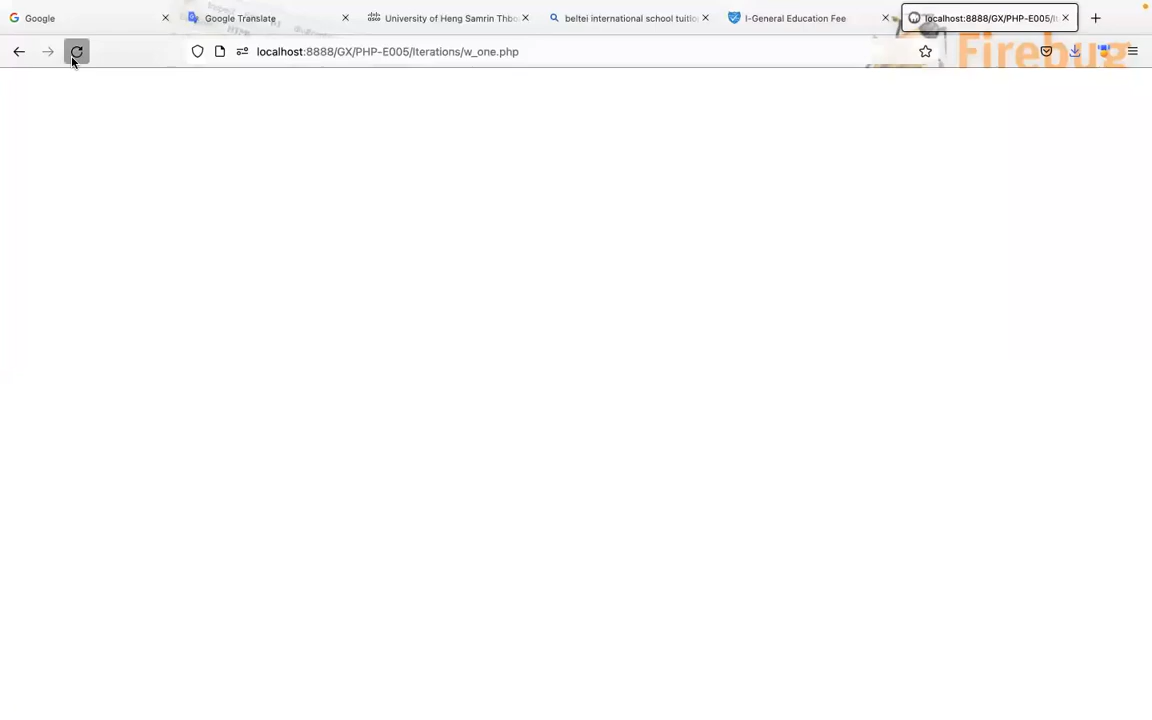 Google
Google Translate
University of Heng Samrin Thbo
beltei international school tuitio
I-General Education Fee
localhost:8888/GX/PHP-E005/It
localhost:8888/GX/PHP-E005/Iterations/w_one.php
Firebug